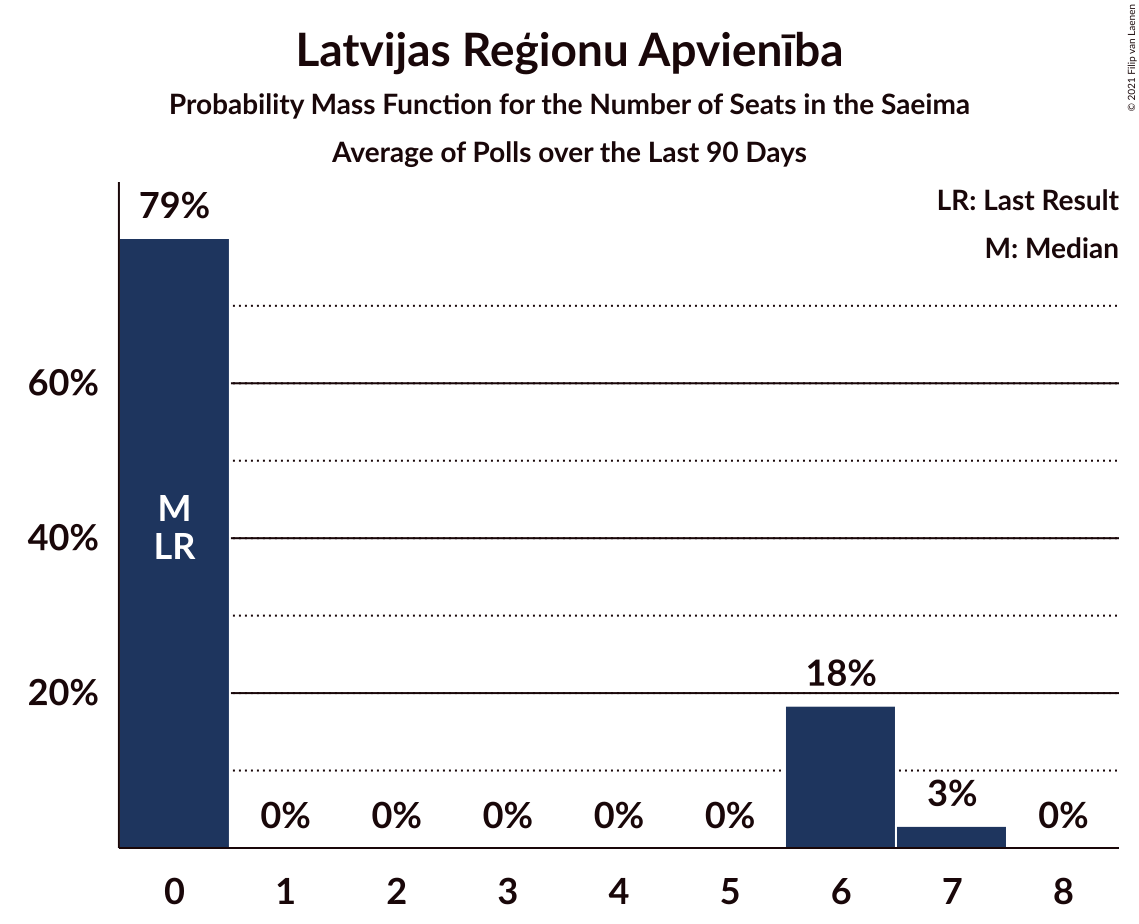 Latvijas Reģionu Apvienība
Probability Mass Function for the Number of Seats in the Saeima
Average of Polls over the Last 90 Days
© 2021 Filip van Laenen
LR: Last Result
M: Median
79%
60%
M
40%
LR
18%
20%
3%
0%
0%
0%
0%
0%
0%
0
1
2
3
4
5
6
7
8